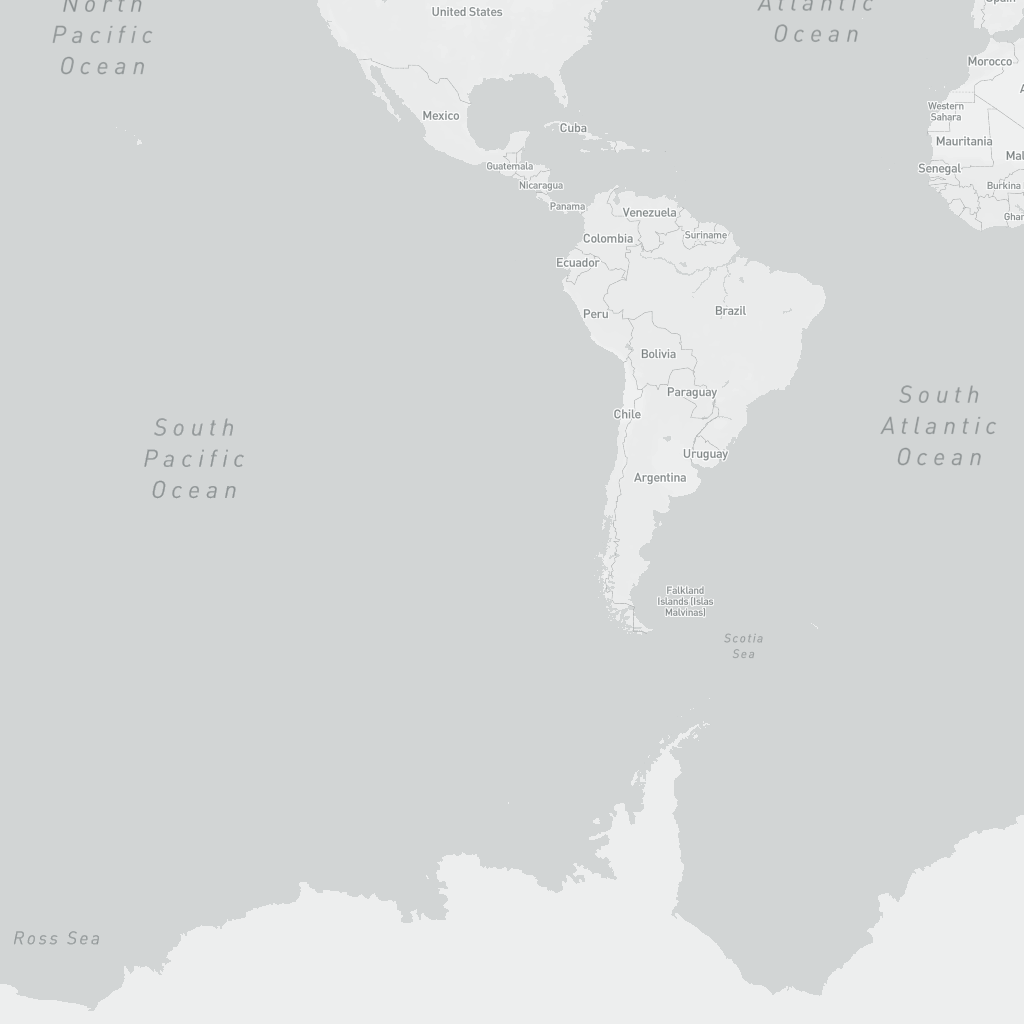 North
Pacific
Ocean
United States
Atlantic
Ocean
Spain
Morocco
Mexico
Cuba
Western
Sahara
Mauritania
Guatemala
Senegal
Nicaragua
Burkina
Panama
Venezuela
Suriname
Colombia
Ecuador
Peru
Brazil
Bolivia
Paraguay
Chile
South
Atlantic
Ocean
South
Pacific
Ocean
Uruguay
Argentina
Falkland
Islands (Islas
Malvinas)
Scotia
Sea
Ross Sea